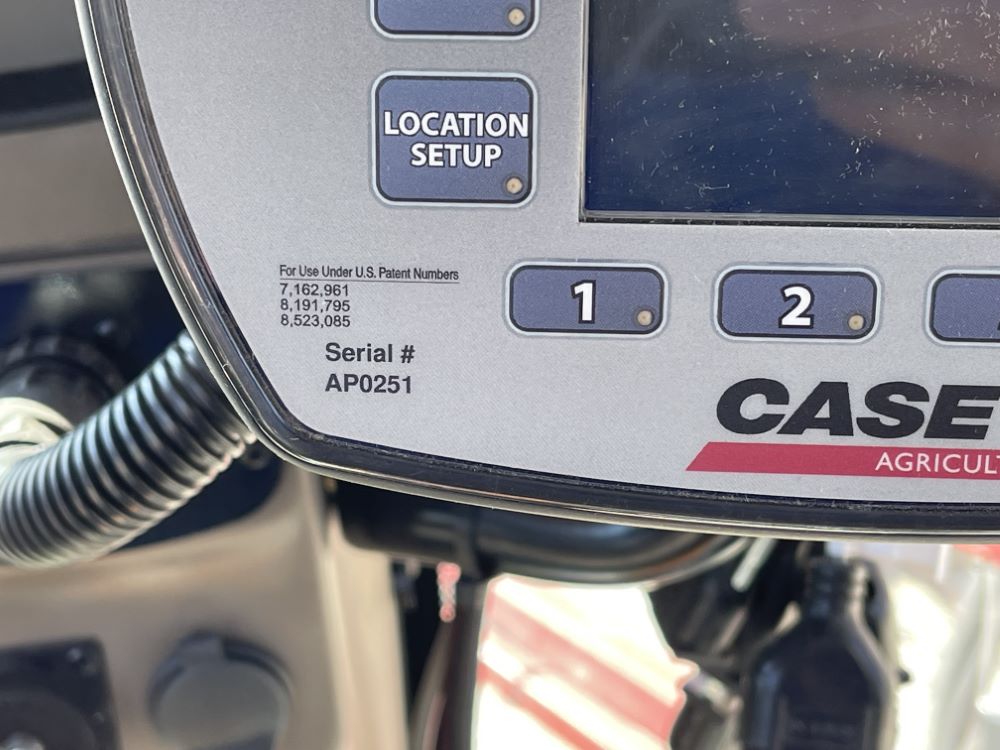 LOCATION
SETUP
For Use Under U.S. Patent Numbers
7,162,961
8,191,795
8,523,085
Serial #
AP0251
1
2
CASE
AGRICULT